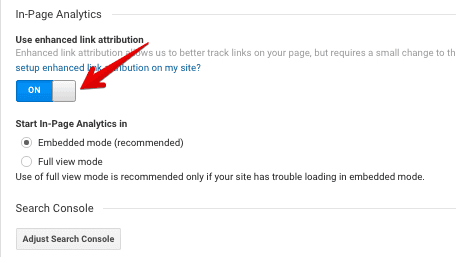 In-Page Analytics
Use enhanced link attribution
Enhanced link attribution allows us to better track links on your page, but requires a small change to th
setup enhanced link attribution on my site?
ON
Start In-Page Analytics in
Embedded mode (recommended)
Full view mode
Use of full view mode is recommended only if your site has trouble loading in embedded mode.
Search Console
Adjust Search Console